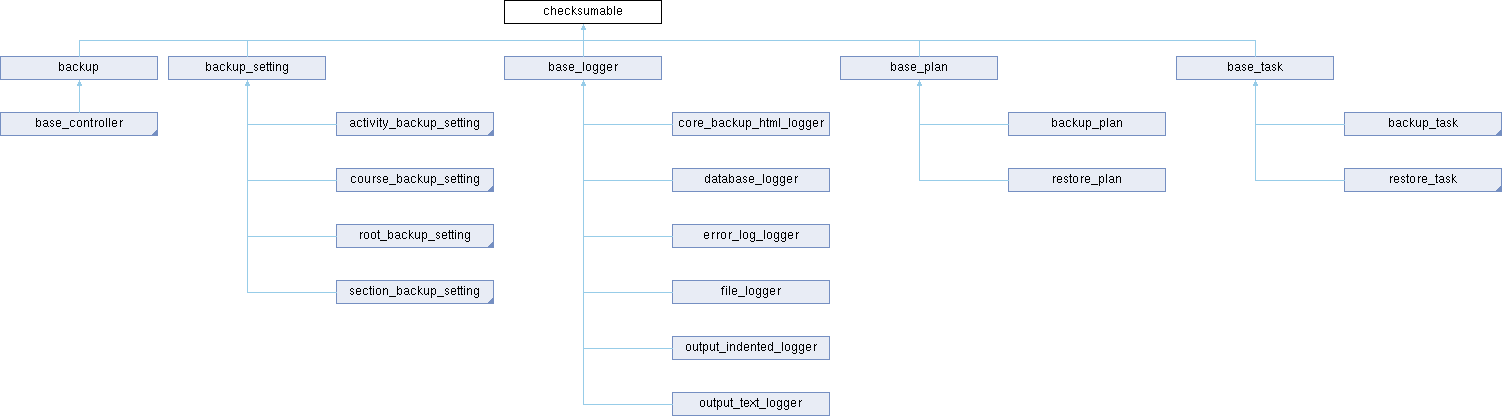 checksumable
backup
backup_setting
base_logger
base_plan
base_task
base_controller
activity_backup_setting
core_backup_html_logger
backup_plan
backup_task
course_backup_setting
database_logger
restore_plan
restore_task
root_backup_setting
error_log_logger
section_backup_setting
file_logger
output_indented_logger
output_text_logger